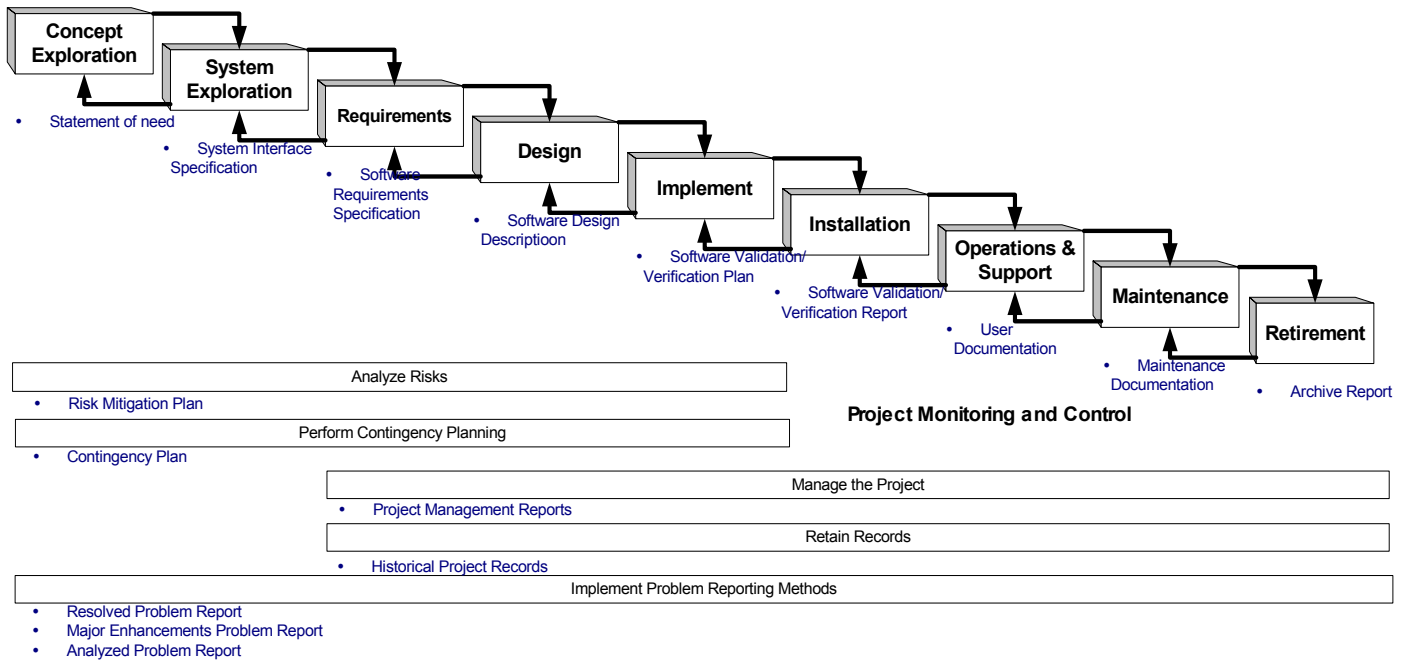 Concept
Exploration
System
Exploration
Requirements
Design
Implement
Installation
Operations &
Support
Maintenance
Retirement
• Statement of need
• System Interface
Specification
• Software
Requirements
Specification
• Software Design
Descriptioon
• Software Validation/
Verification Plan
• Software Validation/
Verification Report
• User
Documentation
• Maintenance
Documentation
• Archive Report
Project Monitoring and Control
Analyze Risks
• Risk Mitigation Plan
Perform Contingency Planning
• Contingency Plan
Manage the Project
• Project Management Reports
Retain Records
• Historical Project Records
Implement Problem Reporting Methods
• Resolved Problem Report
• Major Enhancements Problem Report
• Analyzed Problem Report